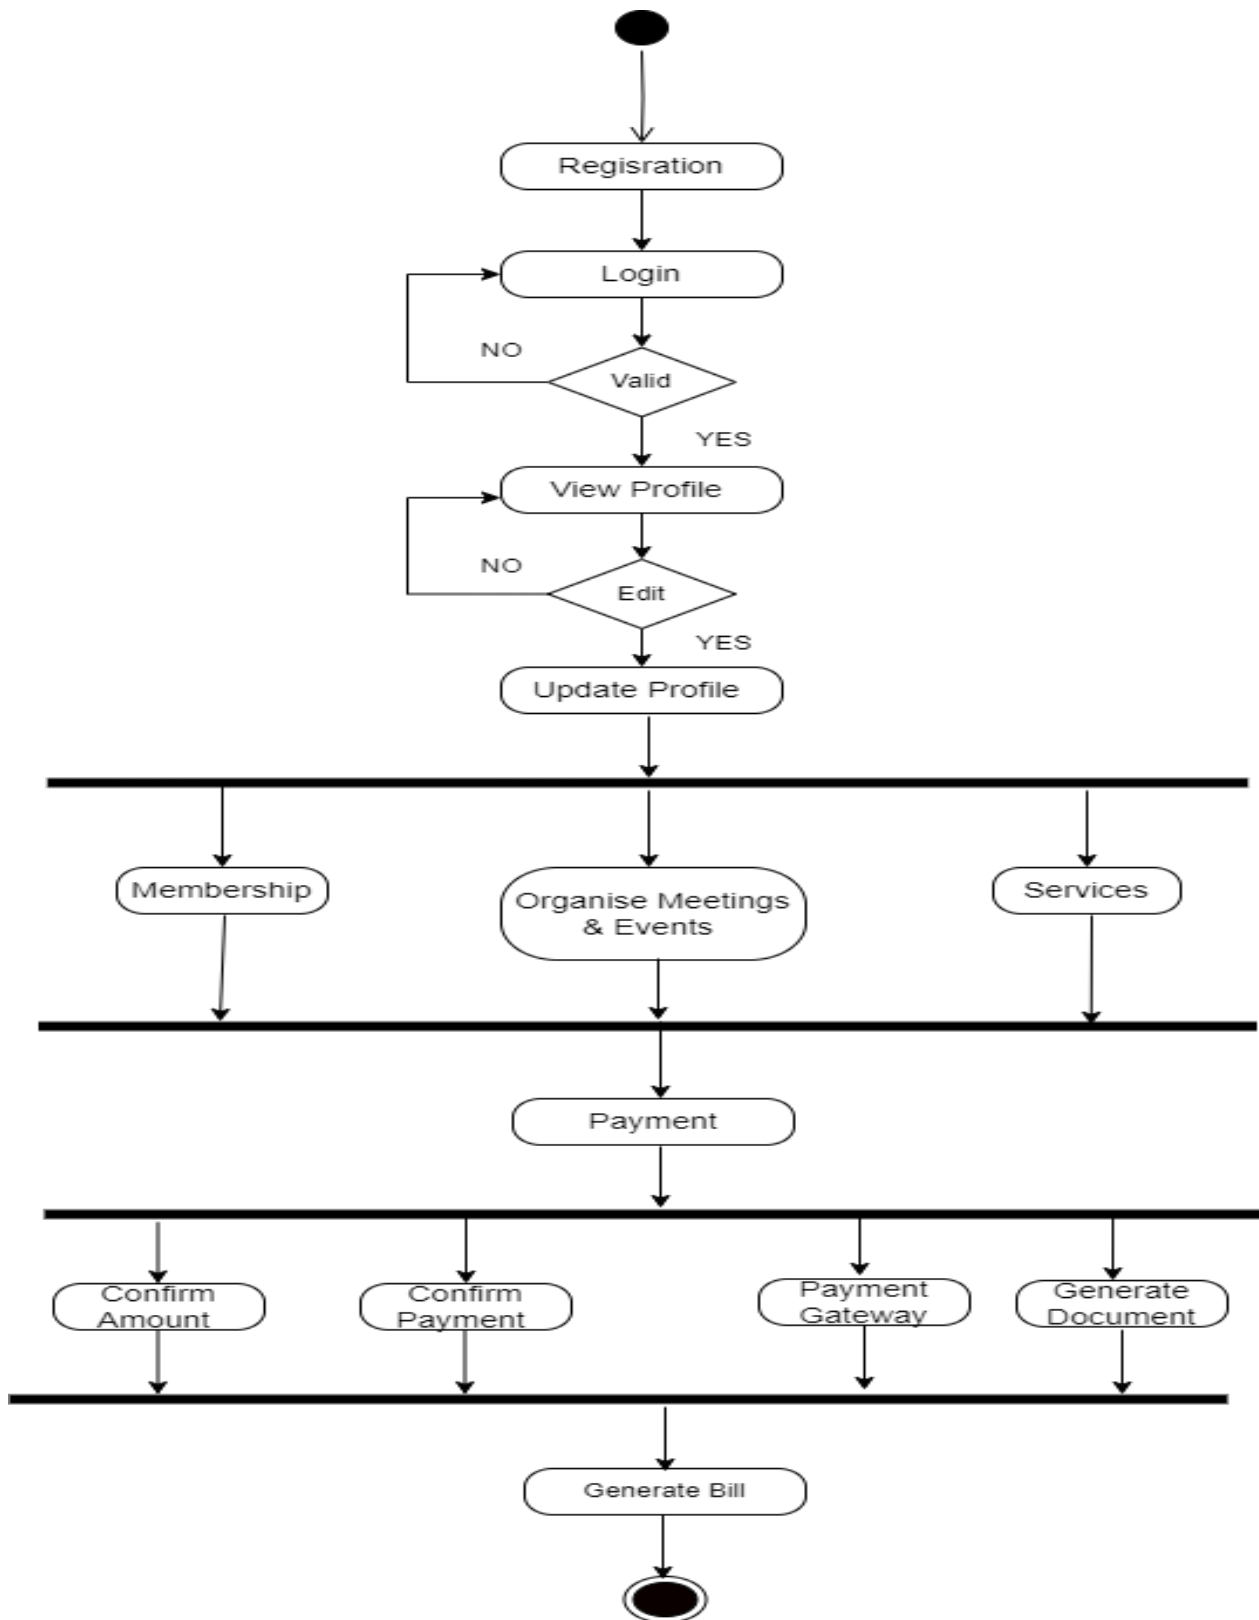 Regisration
Login
NO
Valid
YES
View Profile
NO
Edit
YES
Update Profile
Membership
Organise Meetings
& Events
Services
Payment
Confirm
Amount
Confirm
Payment
Payment
Gateway
Generate
Document
Generate Bill